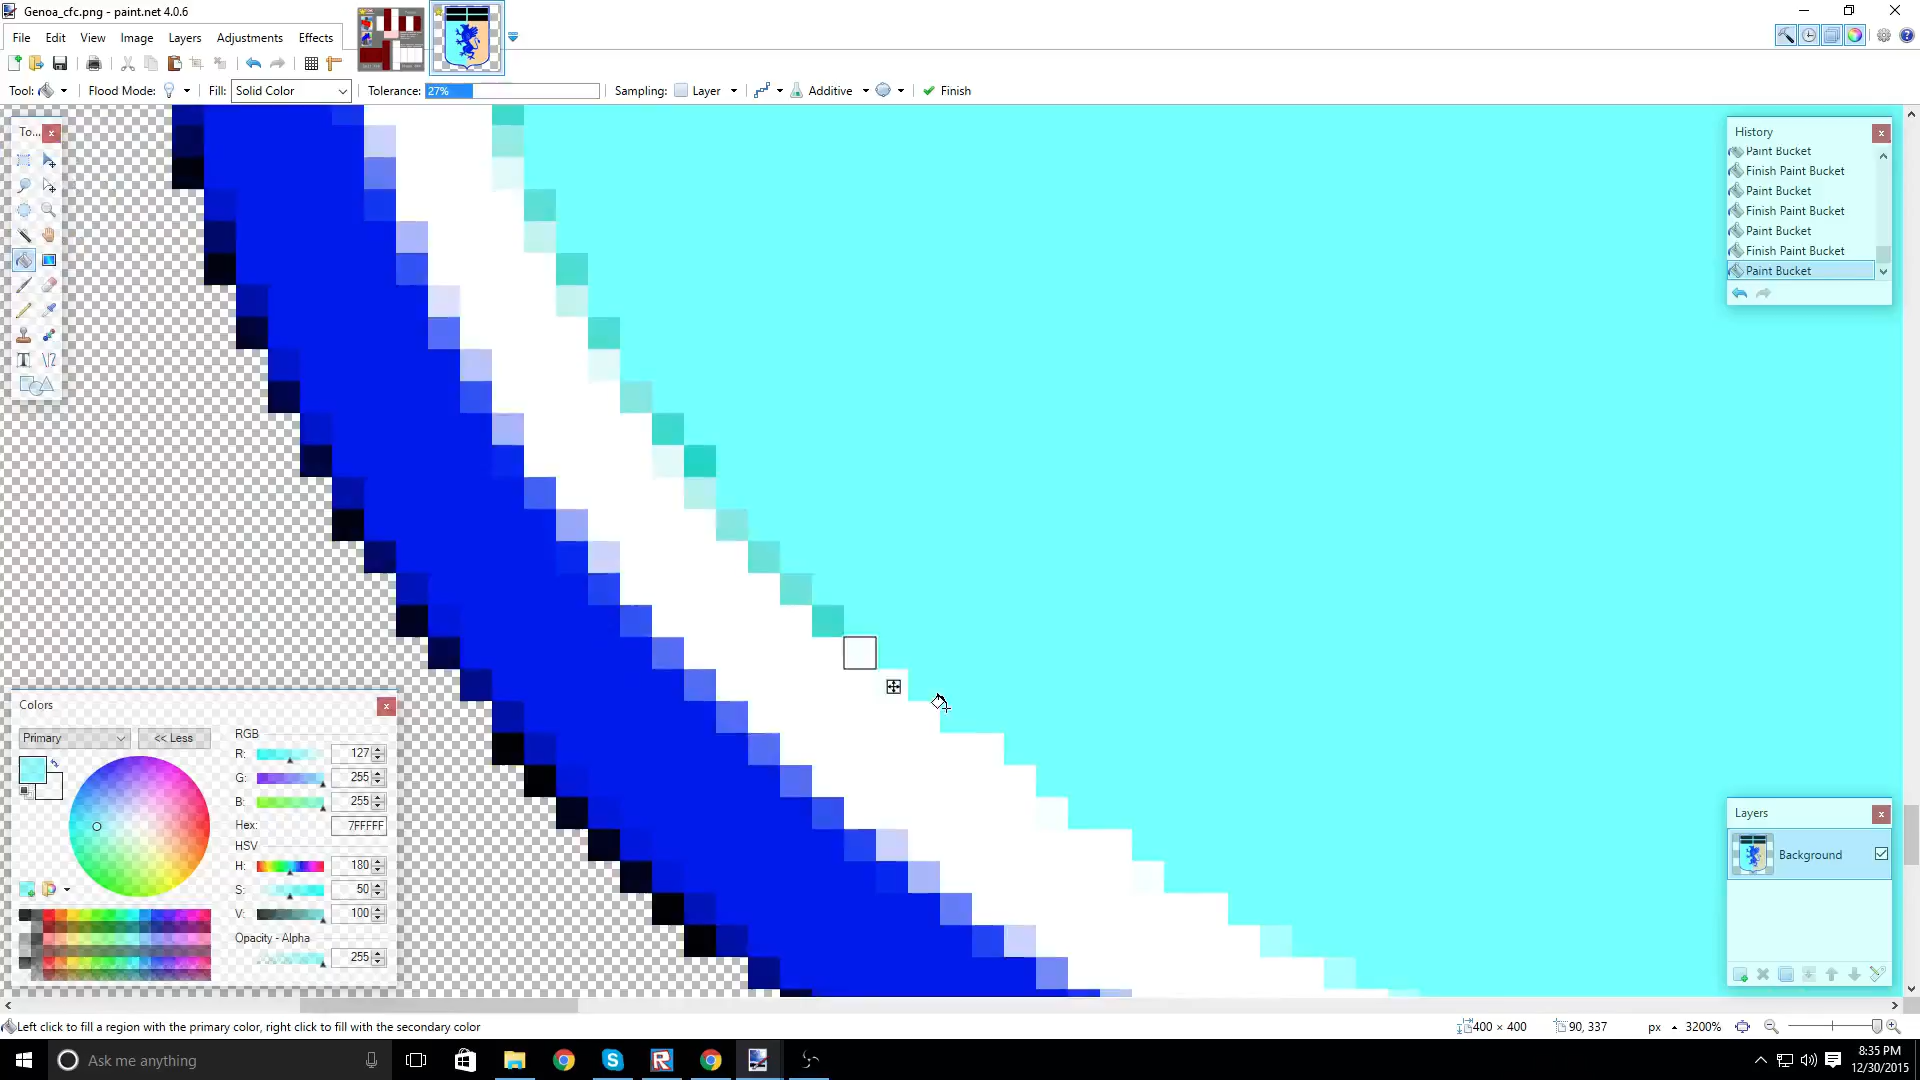 Genoa_cfc.png - paint.net 4.0.6
File Edit View Image Layers Adjustments Effects
Tool: Flood Mode: Fill: Solid Color Tolerance: 27% Sampling: Layer Additive Finish
To...
History
Paint Bucket
Finish Paint Bucket
Paint Bucket
Finish Paint Bucket
Paint Bucket
Finish Paint Bucket
Paint Bucket
Colors
Primary << Less
RGB
R: 127
G: 255
B: 255
Hex: 7FFFFF
HSV
H: 180
S: 50
V: 100
Opacity - Alpha
255
Layers
Background
Left click to fill a region with the primary color, right click to fill with the secondary color
400 × 400 90, 337 px 3200%
Ask me anything
8:35 PM
12/30/2015